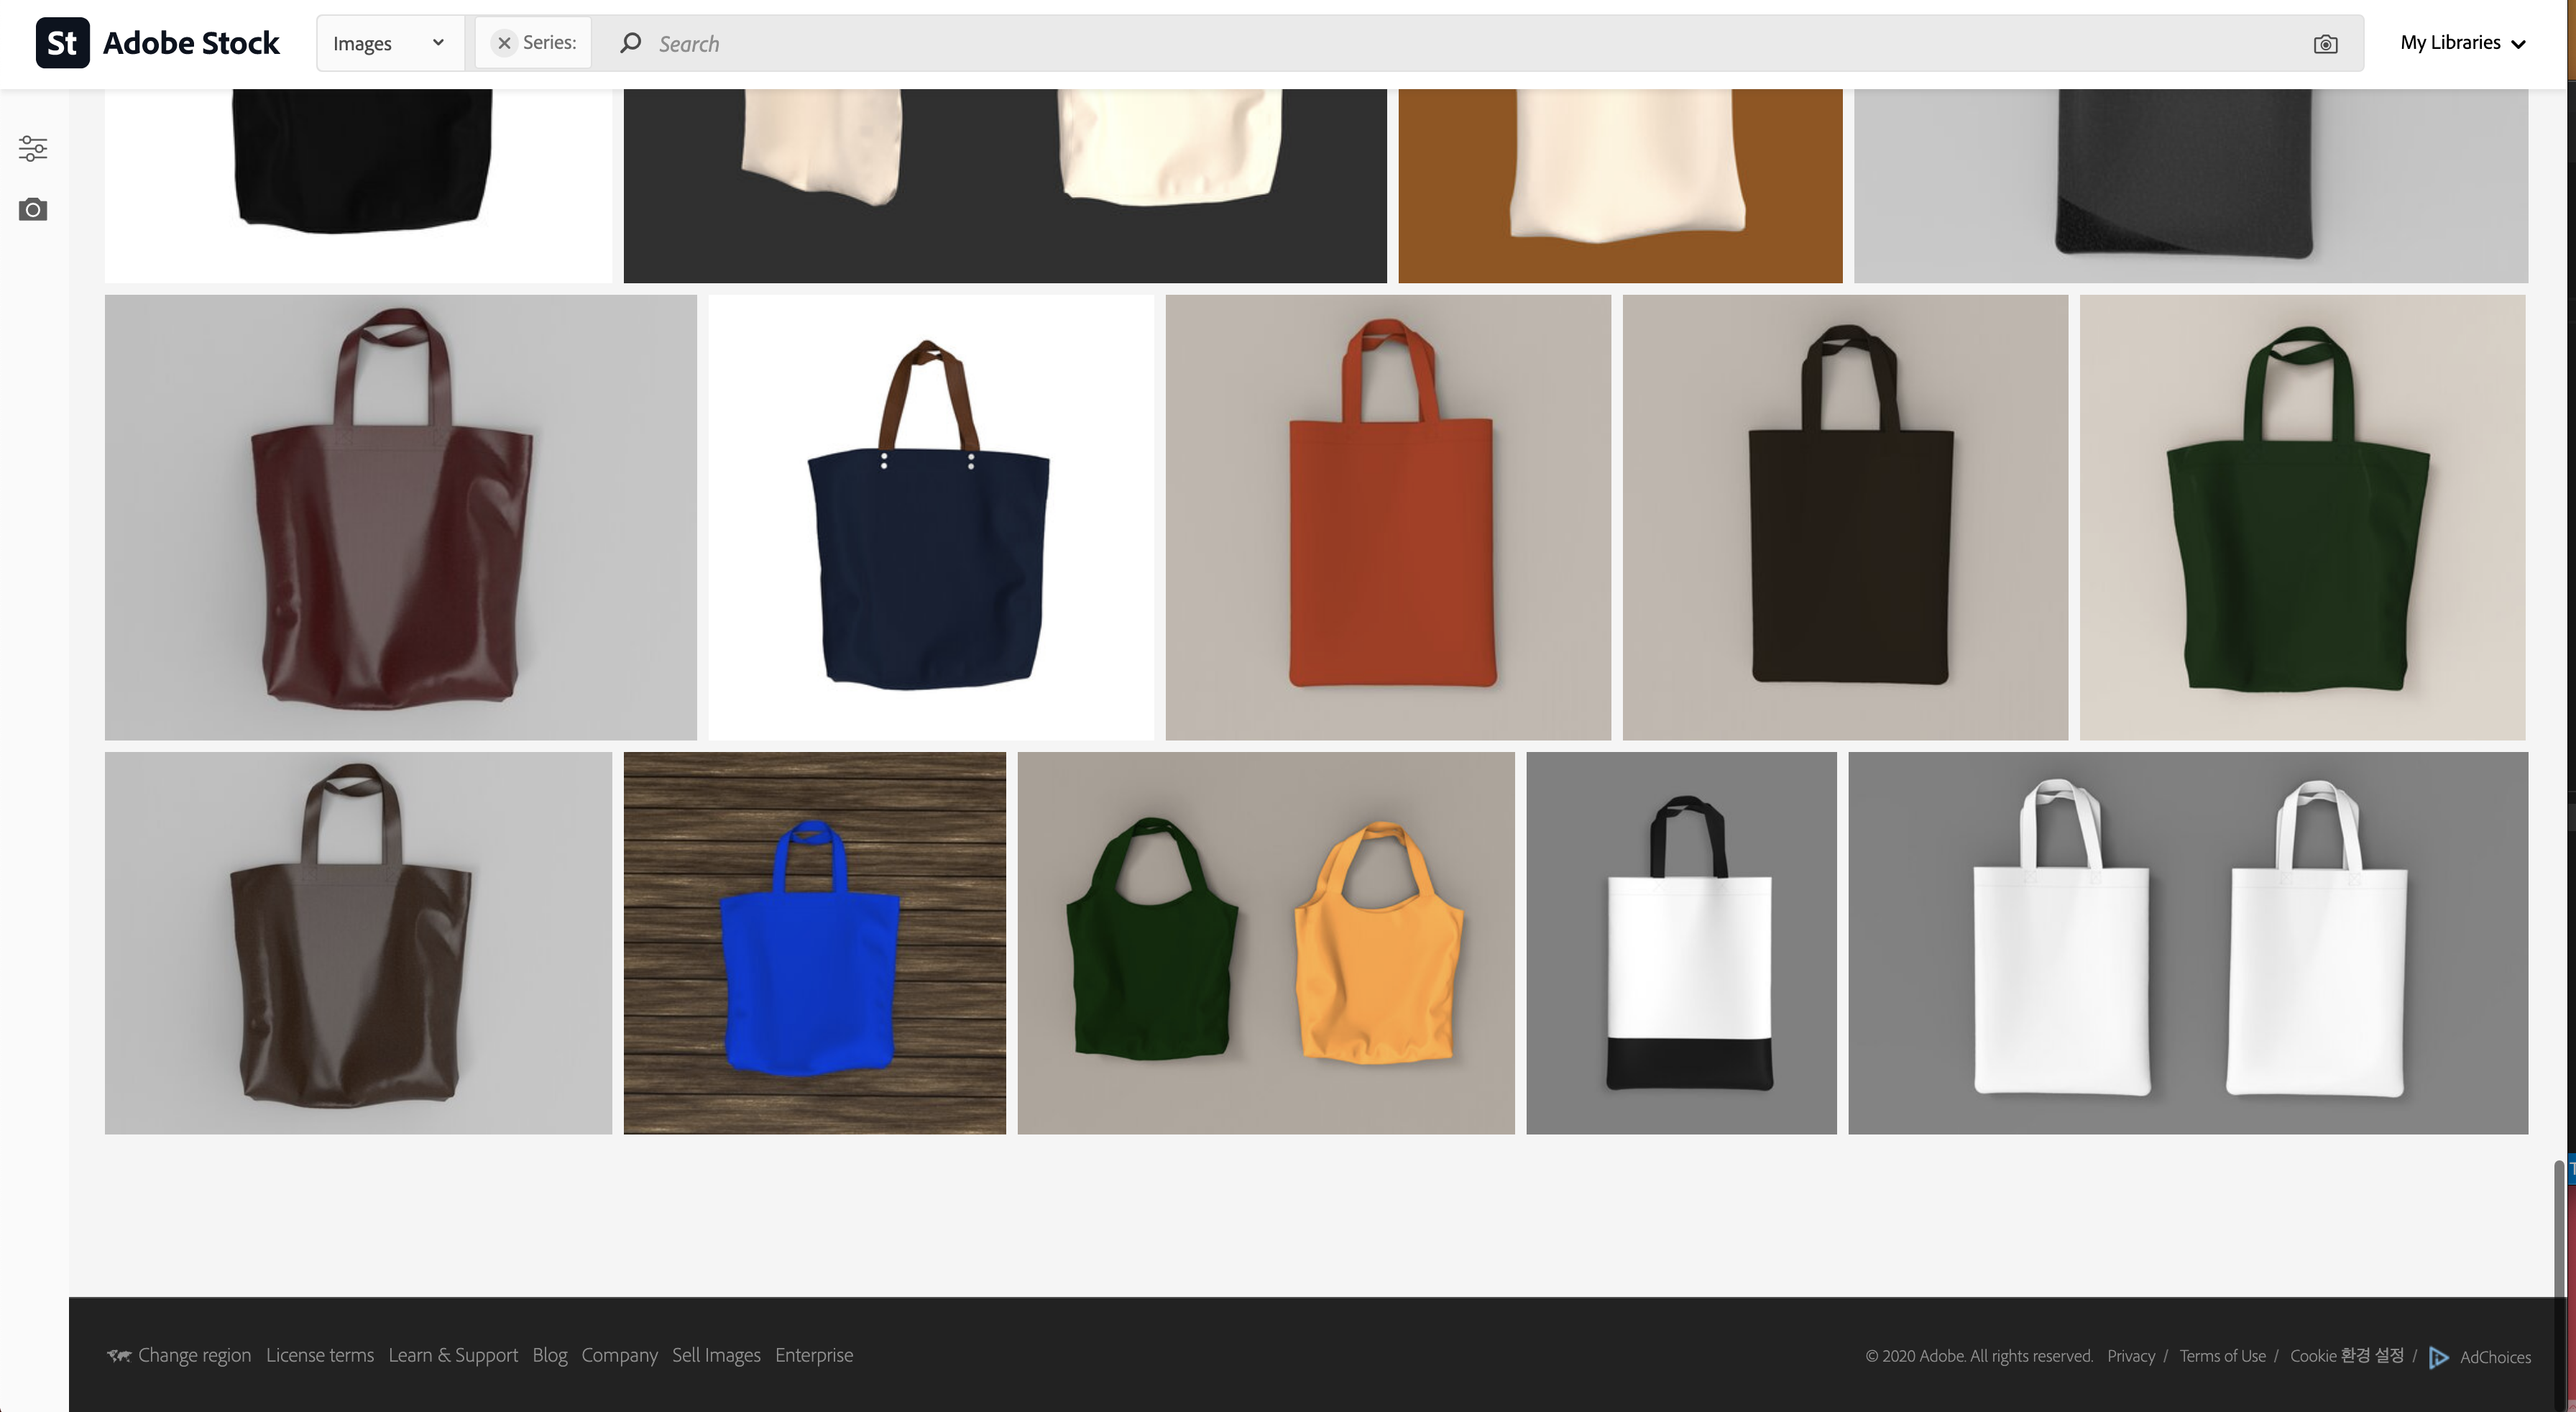 St Adobe Stock Images Series: Search My Libraries
Change region License terms Learn & Support Blog Company Sell Images Enterprise © 2020 Adobe. All rights reserved. Privacy / Terms of Use / Cookie 환경 설정 / AdChoices